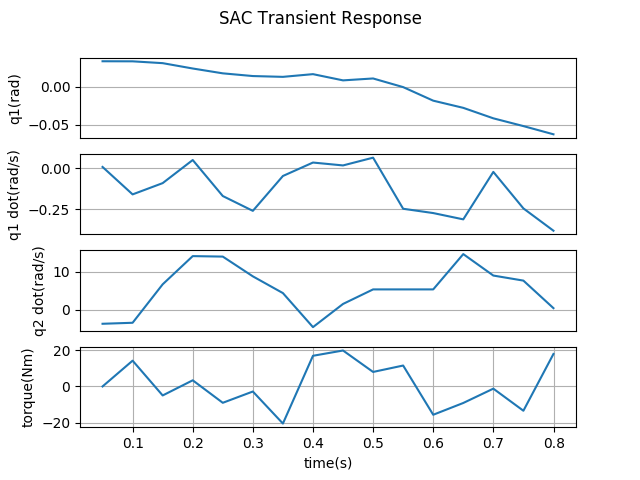 SAC Transient Response
q1(rad)
0.00
−0.05
q1 dot(rad/s)
0.00
−0.25
q2 dot(rad/s)
10
0
torque(Nm)
20
0
−20
0.1 0.2 0.3 0.4 0.5 0.6 0.7 0.8
time(s)